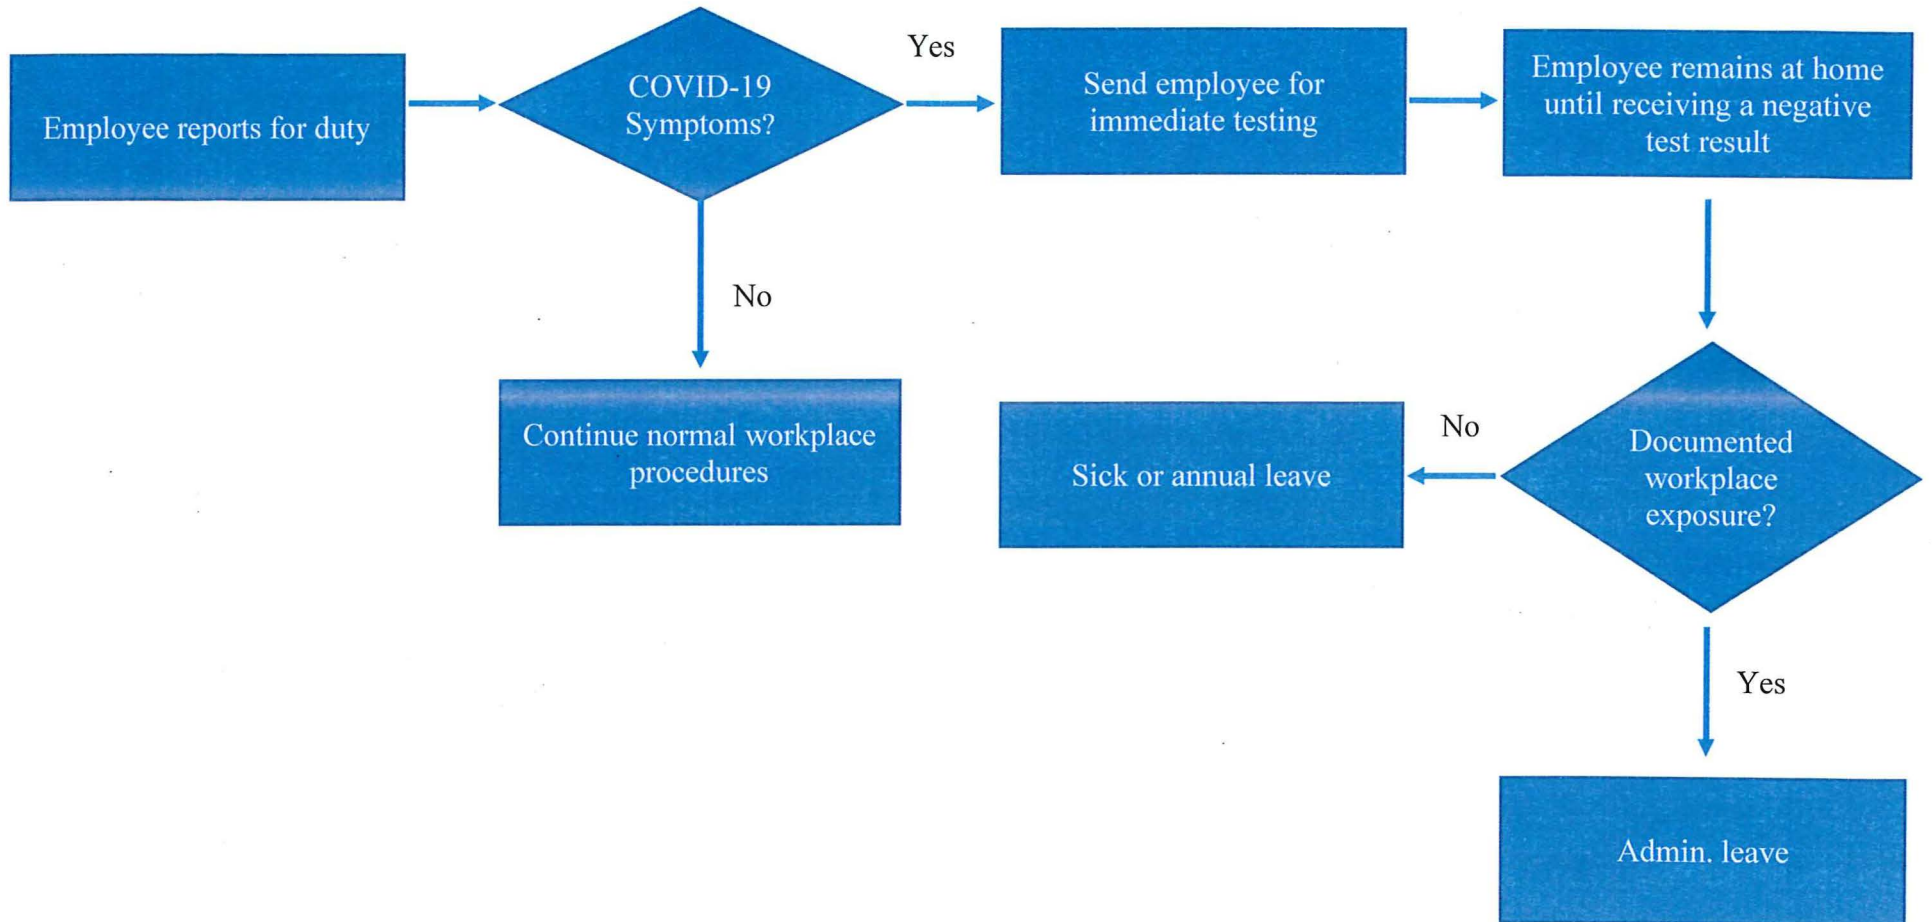 Employee reports for duty
COVID-19
Symptoms?
Yes
Send employee for
immediate testing
Employee remains at home
until receiving a negative
test result
No
Continue normal workplace
procedures
Documented
workplace
exposure?
No
Sick or annual leave
Yes
Admin. leave